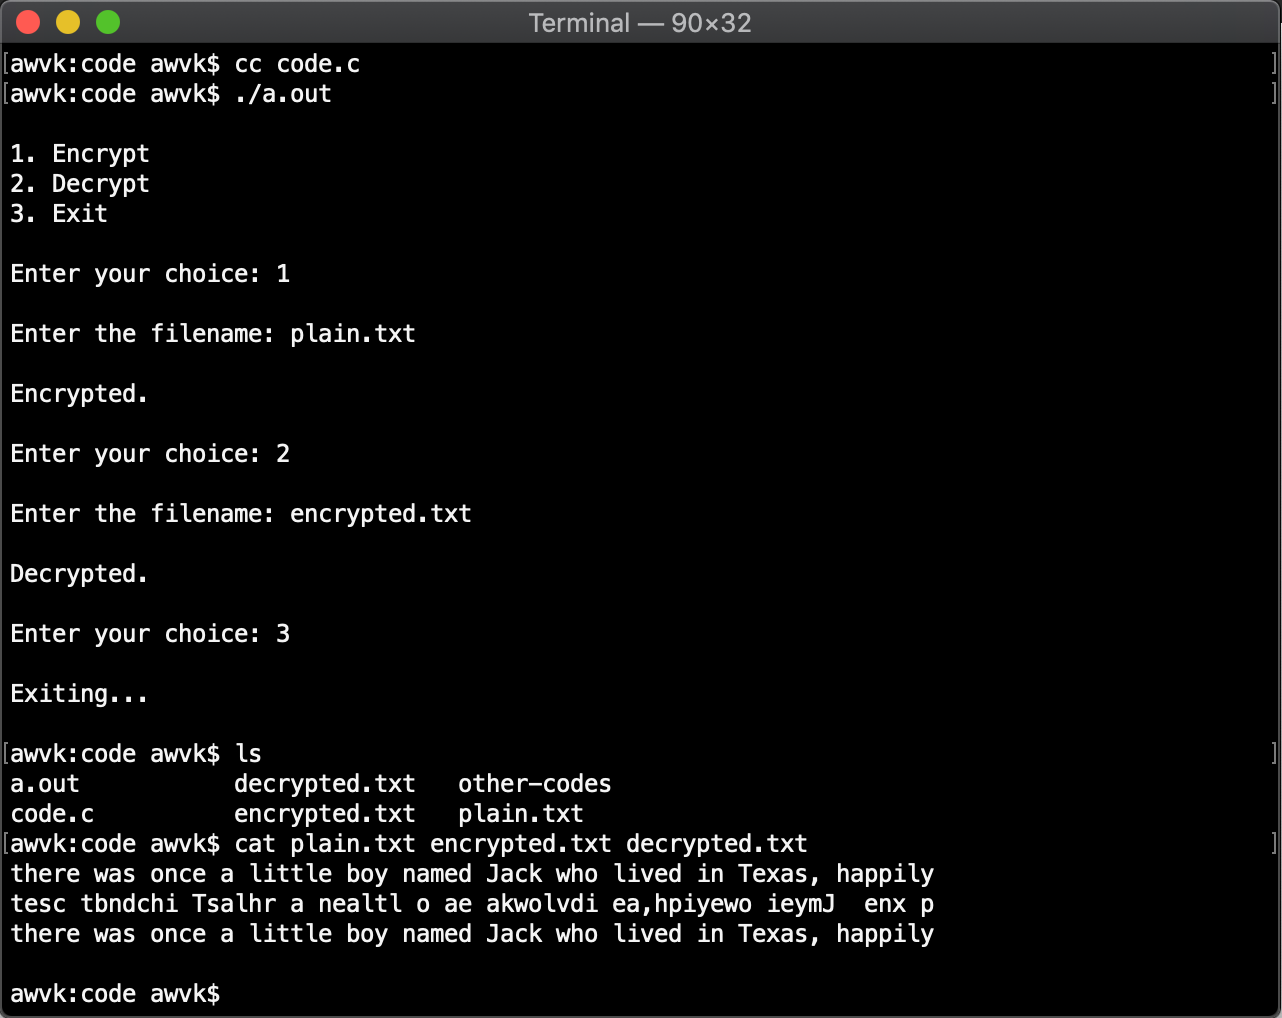 Terminal — 90×32
[awvk:code awvk$ cc code.c ]
[awvk:code awvk$ ./a.out ]
1. Encrypt
2. Decrypt
3. Exit
Enter your choice: 1
Enter the filename: plain.txt
Encrypted.
Enter your choice: 2
Enter the filename: encrypted.txt
Decrypted.
Enter your choice: 3
Exiting...
[awvk:code awvk$ ls ]
a.out           decrypted.txt   other-codes
code.c          encrypted.txt   plain.txt
[awvk:code awvk$ cat plain.txt encrypted.txt decrypted.txt ]
there was once a little boy named Jack who lived in Texas, happily
tesc tbndchi Tsalhr a nealtl o ae akwolvdi ea,hpiyewo ieymJ  enx p
there was once a little boy named Jack who lived in Texas, happily
awvk:code awvk$